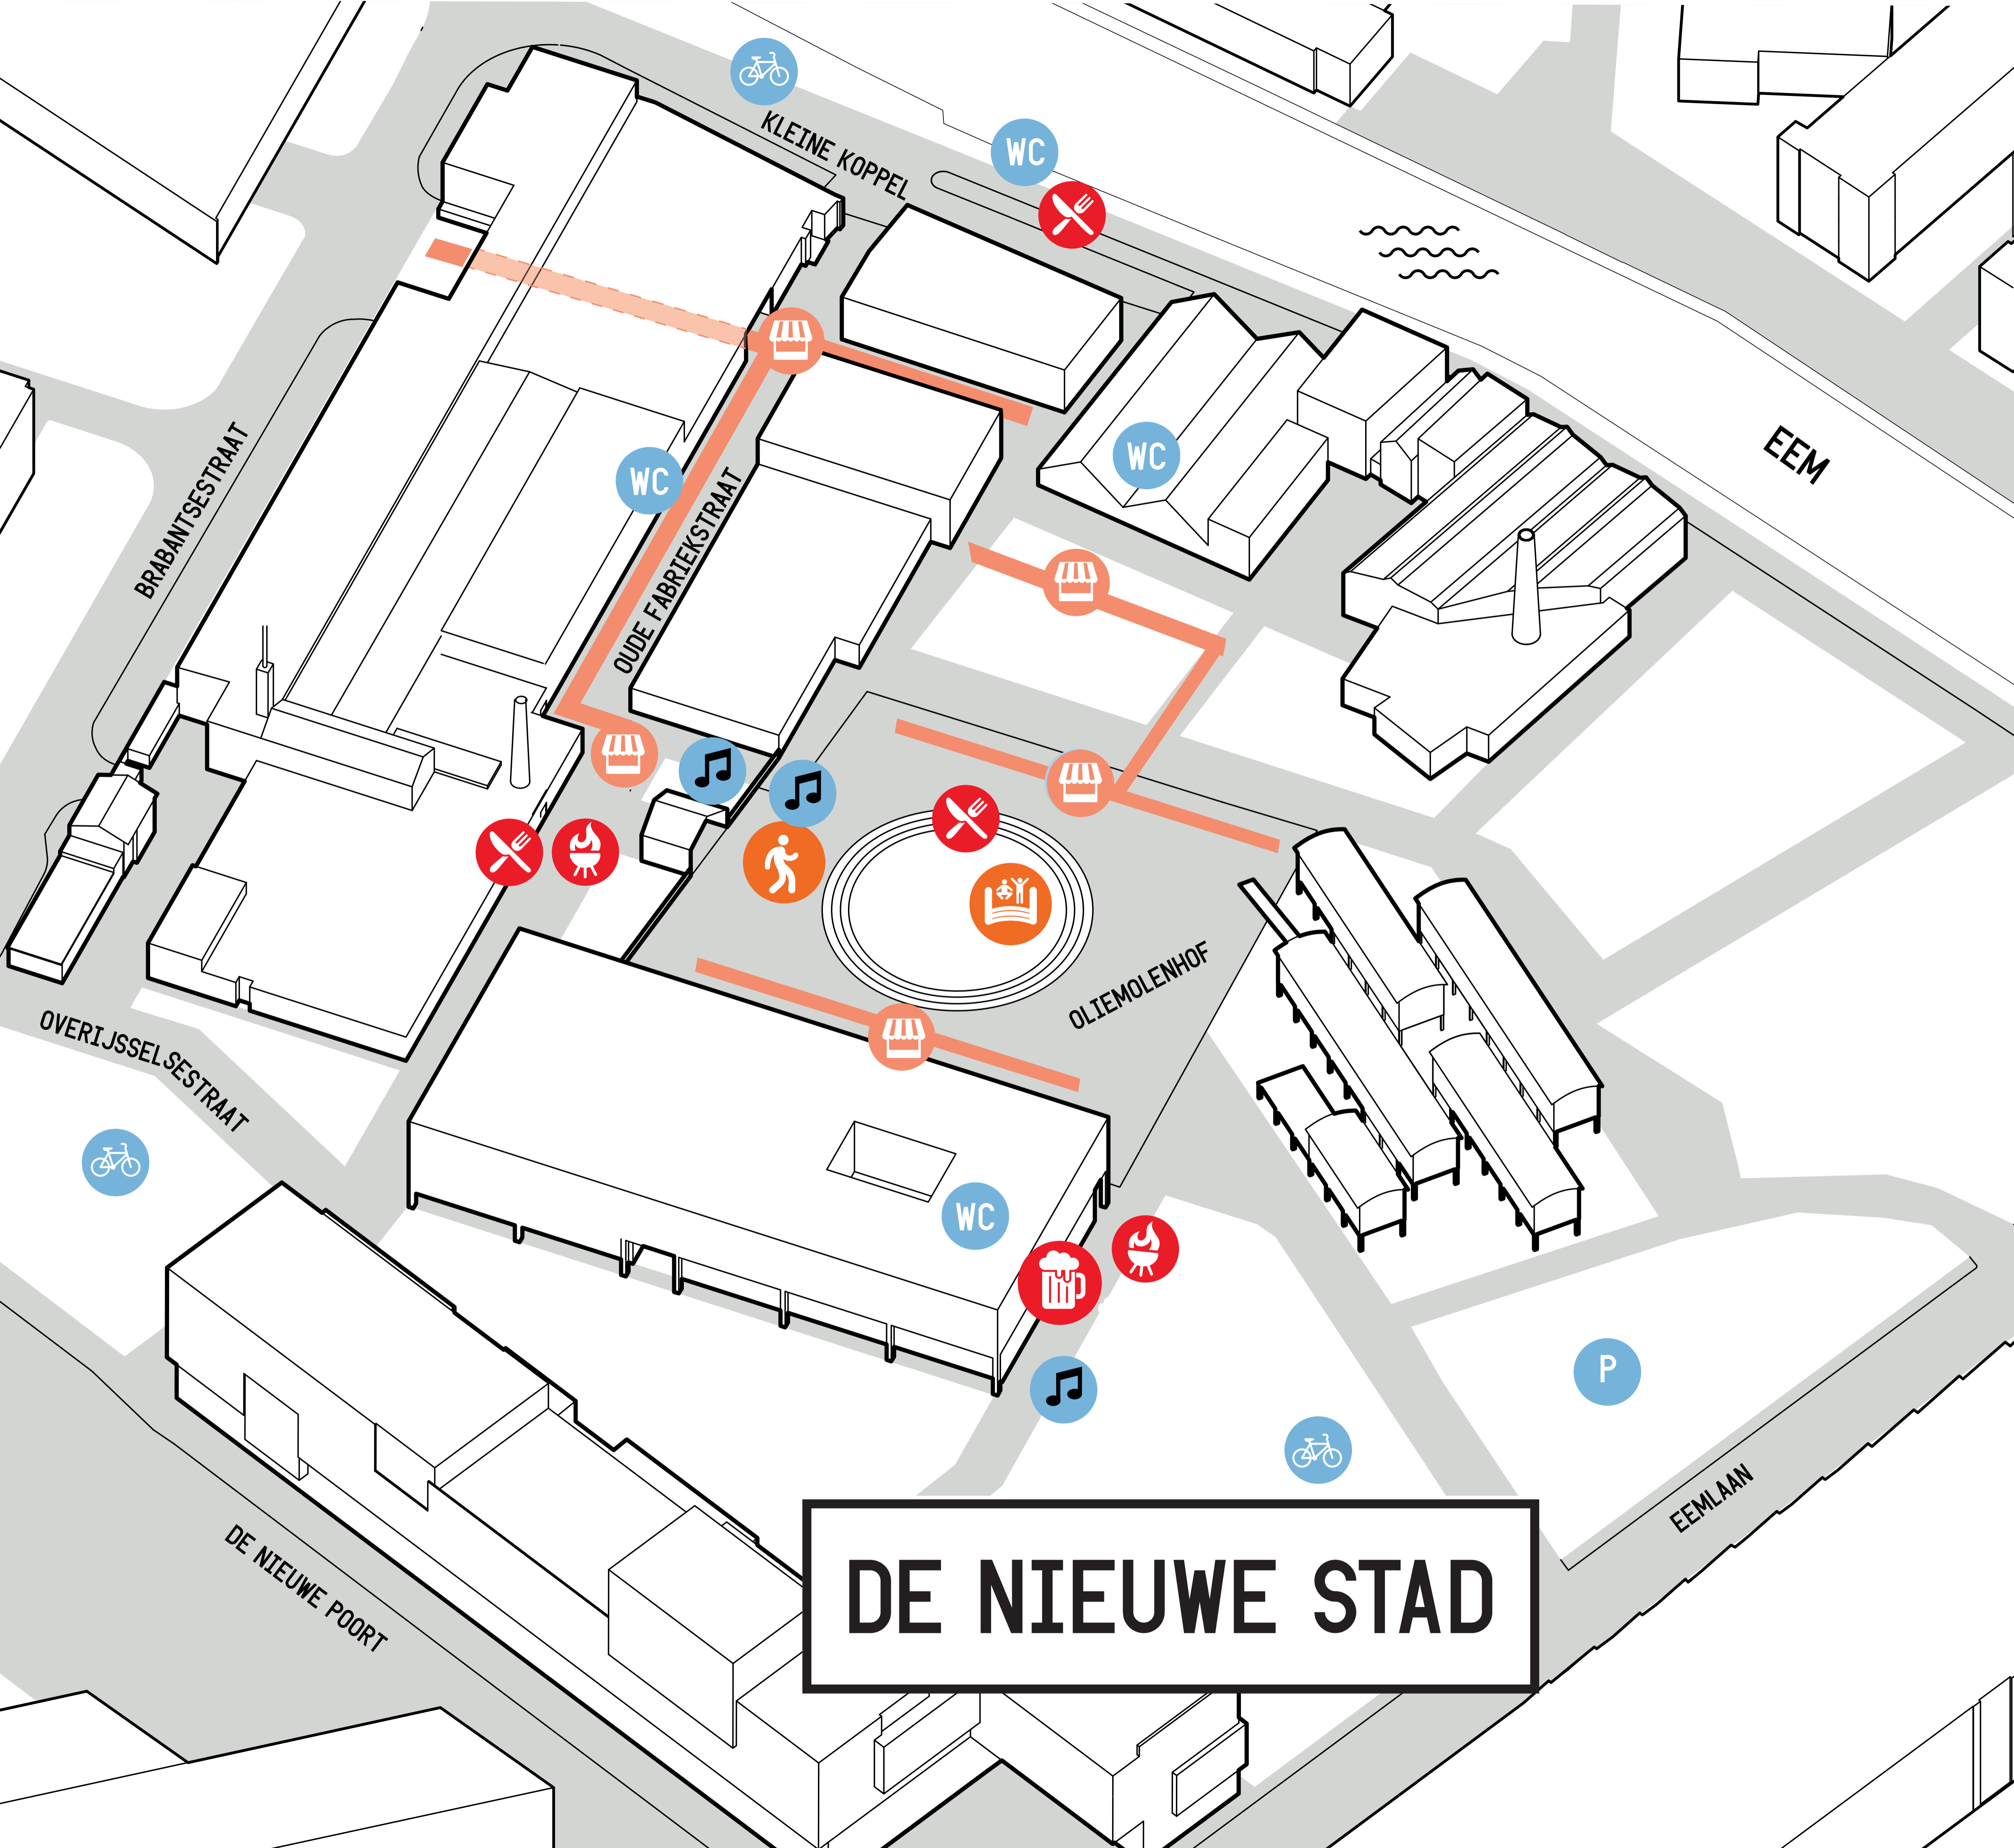 KLEINE KOPPEL
WC
EEM
WC
WC
BRABANTSESTRAAT
OUDE FABRIEKSTRAAT
OLIEMOLENHOF
OVERIJSSELSESTRAAT
WC
P
EEMLAAN
DE NIEUWE POORT
DE NIEUWE STAD